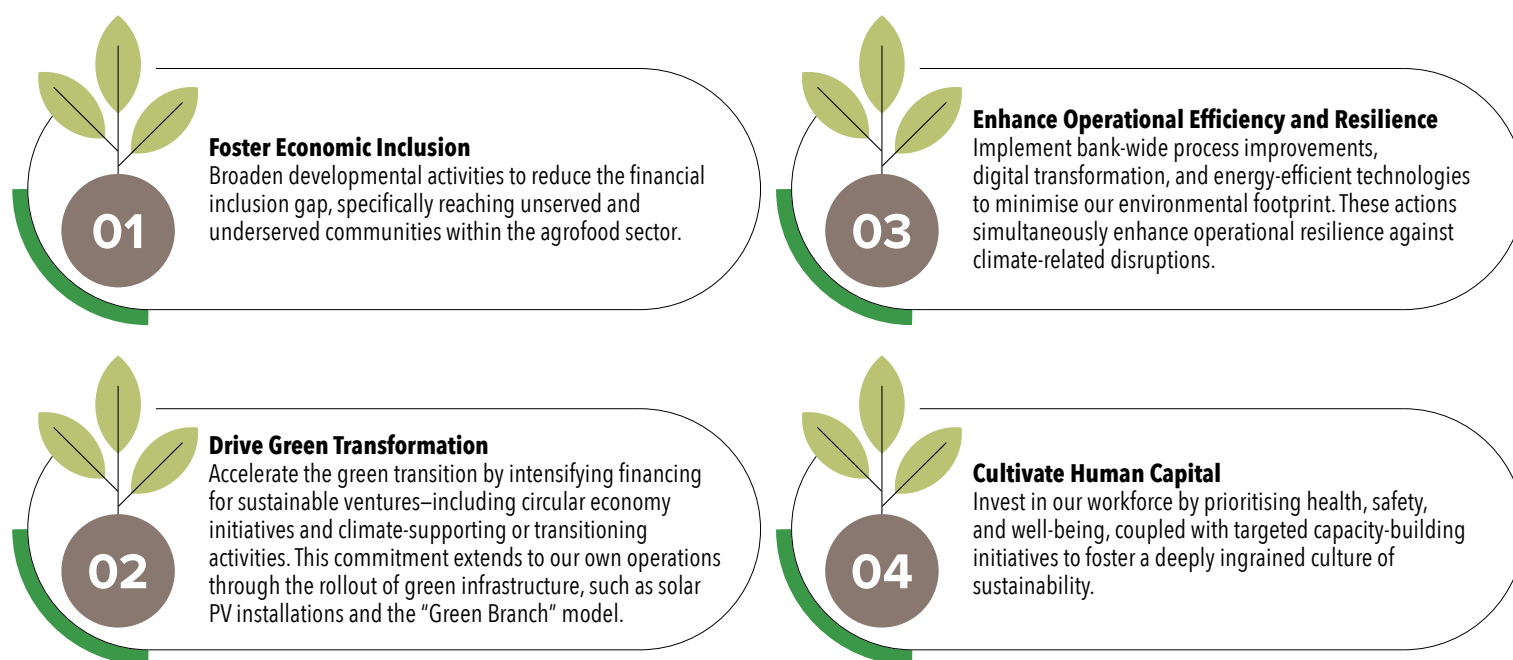 01
Foster Economic Inclusion
Broaden developmental activities to reduce the financial
inclusion gap, specifically reaching unserved and
underserved communities within the agrofood sector.
02
Drive Green Transformation
Accelerate the green transition by intensifying financing
for sustainable ventures–including circular economy
initiatives and climate-supporting or transitioning
activities. This commitment extends to our own operations
through the rollout of green infrastructure, such as solar
PV installations and the “Green Branch” model.
03
Enhance Operational Efficiency and Resilience
Implement bank-wide process improvements,
digital transformation, and energy-efficient technologies
to minimise our environmental footprint. These actions
simultaneously enhance operational resilience against
climate-related disruptions.
04
Cultivate Human Capital
Invest in our workforce by prioritising health, safety,
and well-being, coupled with targeted capacity-building
initiatives to foster a deeply ingrained culture of
sustainability.